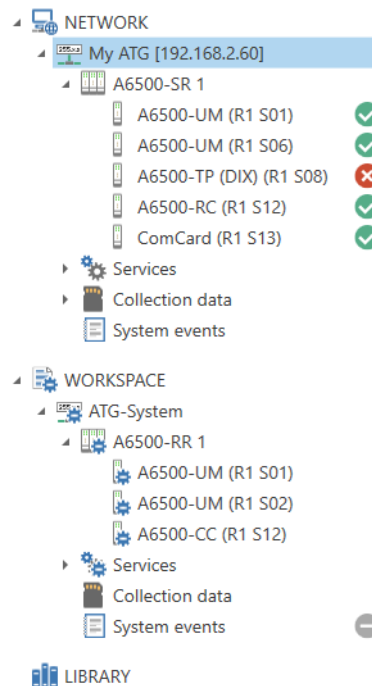 NETWORK
My ATG [192.168.2.60]
A6500-SR 1
A6500-UM (R1 S01)
A6500-UM (R1 S06)
A6500-TP (DIX) (R1 S08)
A6500-RC (R1 S12)
ComCard (R1 S13)
Services
Collection data
System events
WORKSPACE
ATG-System
A6500-RR 1
A6500-UM (R1 S01)
A6500-UM (R1 S02)
A6500-CC (R1 S12)
Services
Collection data
System events
LIBRARY